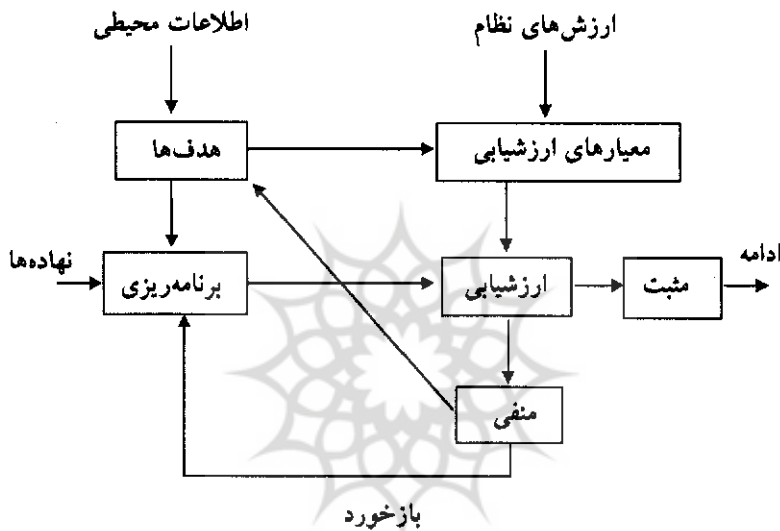 ارزش‌های نظام
اطلاعات محیطی
معیارهای ارزشیابی
هدف‌ها
ادامه
مثبت
ارزشیابی
برنامه‌ریزی
نهاده‌ها
منفی
بازخورد